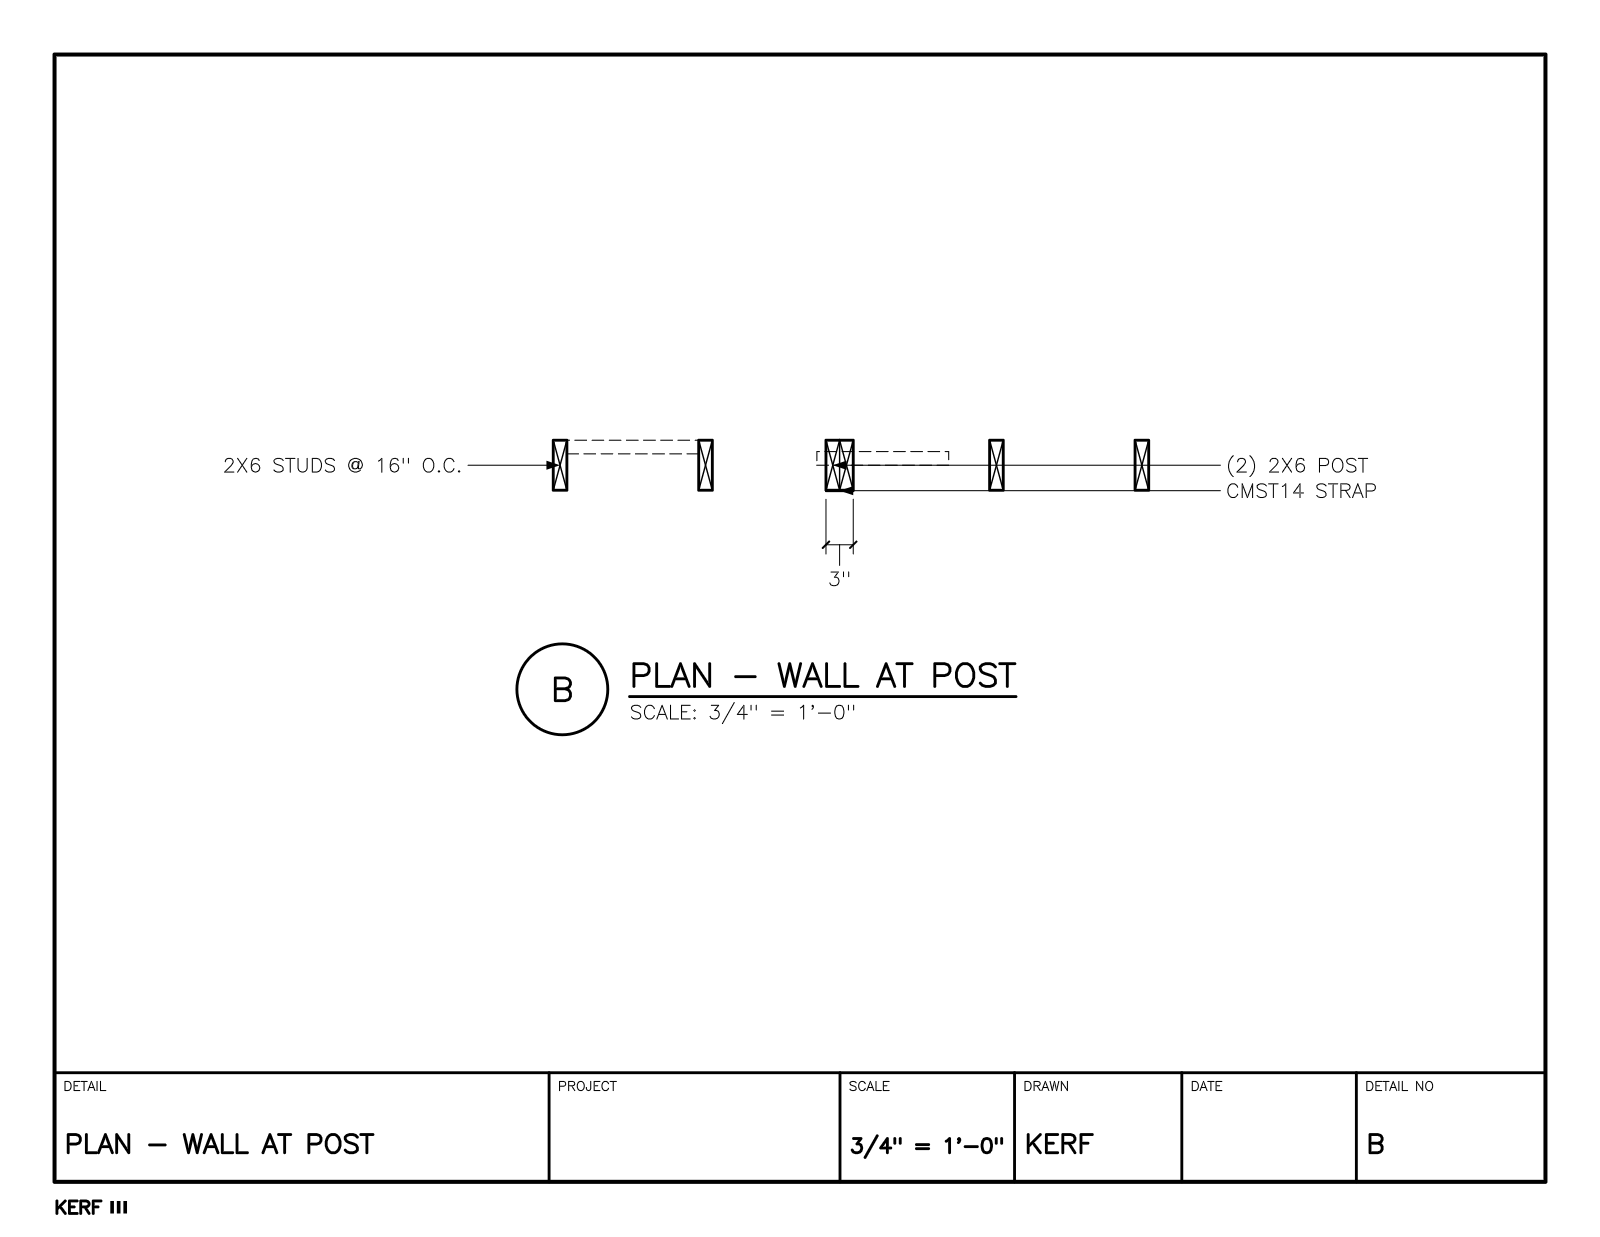 2X6 STUDS @ 16" O.C.
(2) 2X6 POST
CMST14 STRAP
3"
B
PLAN – WALL AT POST
SCALE: 3/4" = 1'–0"
DETAIL
PLAN – WALL AT POST
PROJECT
SCALE
3/4" = 1'–0"
DRAWN
KERF
DATE
DETAIL NO
B
KERF III